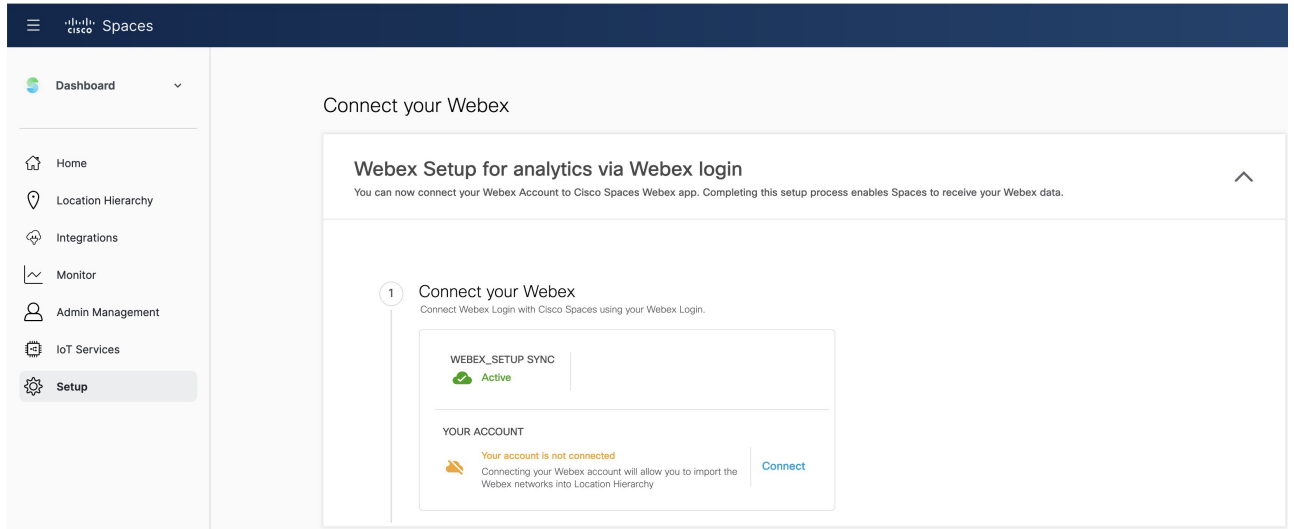 CISCO Spaces
Dashboard
Home
Location Hierarchy
Integrations
Monitor
Admin Management
IoT Services
Setup
Connect your Webex
Webex Setup for analytics via Webex login
You can now connect your Webex Account to Cisco Spaces Webex app. Completing this setup process enables Spaces to receive your Webex data.
1 Connect your Webex
Connect Webex Login with Cisco Spaces using your Webex Login.
WEBEX_SETUP SYNC
Active
YOUR ACCOUNT
Your account is not connected
Connecting your Webex account will allow you to import the
Webex networks into Location Hierarchy
Connect